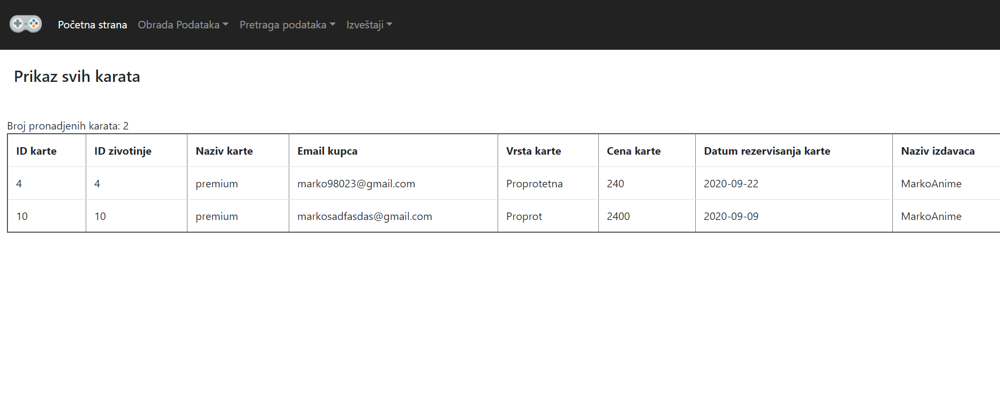 Početna strana Obrada Podataka Pretraga podataka Izveštaji
Prikaz svih karata
Broj pronadjenih karata: 2
ID karte ID zivotinje Naziv karte Email kupca Vrsta karte Cena karte Datum rezervisanja karte Naziv izdavaca
4 4 premium marko98023@gmail.com Proprotetna 240 2020-09-22 MarkoAnime
10 10 premium markosadfasdas@gmail.com Proprot 2400 2020-09-09 MarkoAnime